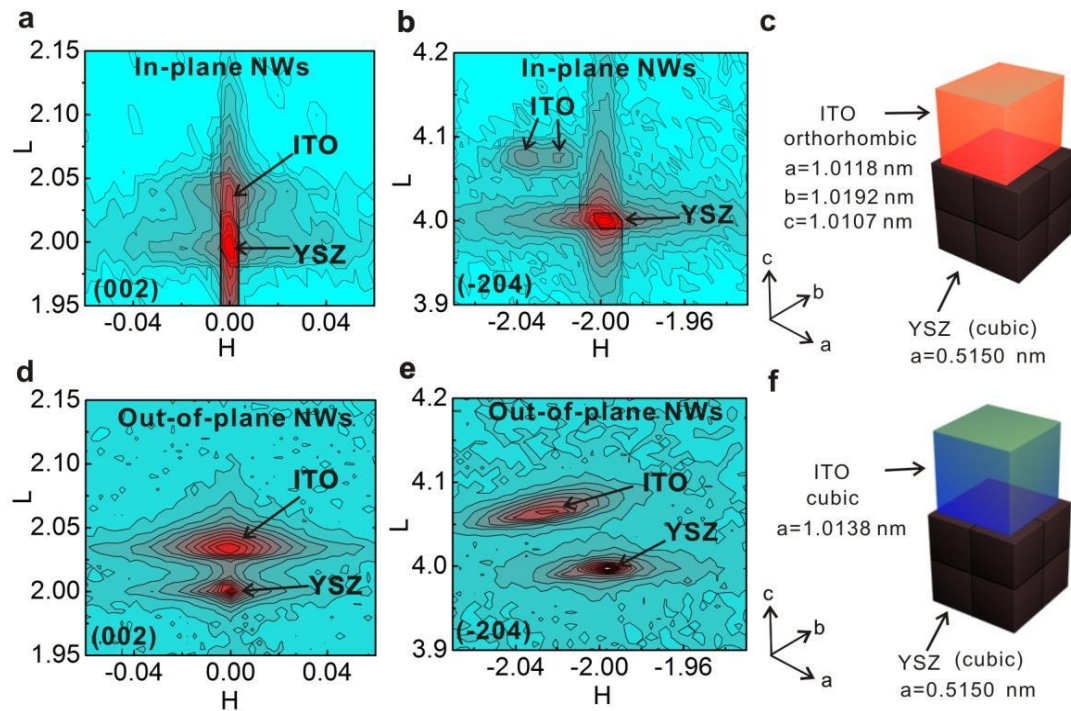 a
2.15
2.10
2.05
2.00
1.95
L
In-plane NWs
ITO
YSZ
(002)
-0.04
0.00
0.04
H
b
4.2
4.1
4.0
3.9
L
In-plane NWs
ITO
YSZ
(-204)
-2.04
-2.00
-1.96
H
c
ITO
orthorhombic
a=1.0118 nm
b=1.0192 nm
c=1.0107 nm
c
b
a
YSZ (cubic)
a=0.5150 nm
d
2.15
2.10
2.05
2.00
1.95
L
Out-of-plane NWs
ITO
YSZ
(002)
-0.04
0.00
0.04
H
e
4.2
4.1
4.0
3.9
L
Out-of-plane NWs
ITO
YSZ
(-204)
-2.04
-2.00
-1.96
H
f
ITO
cubic
a=1.0138 nm
c
b
a
YSZ (cubic)
a=0.5150 nm